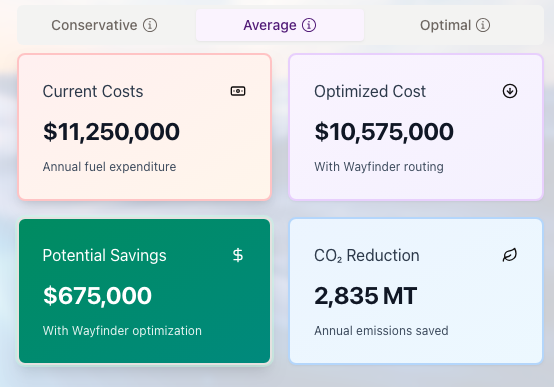 Conservative
Average
Optimal
Current Costs
$11,250,000
Annual fuel expenditure
Optimized Cost
$10,575,000
With Wayfinder routing
Potential Savings
$675,000
With Wayfinder optimization
CO₂ Reduction
2,835 MT
Annual emissions saved